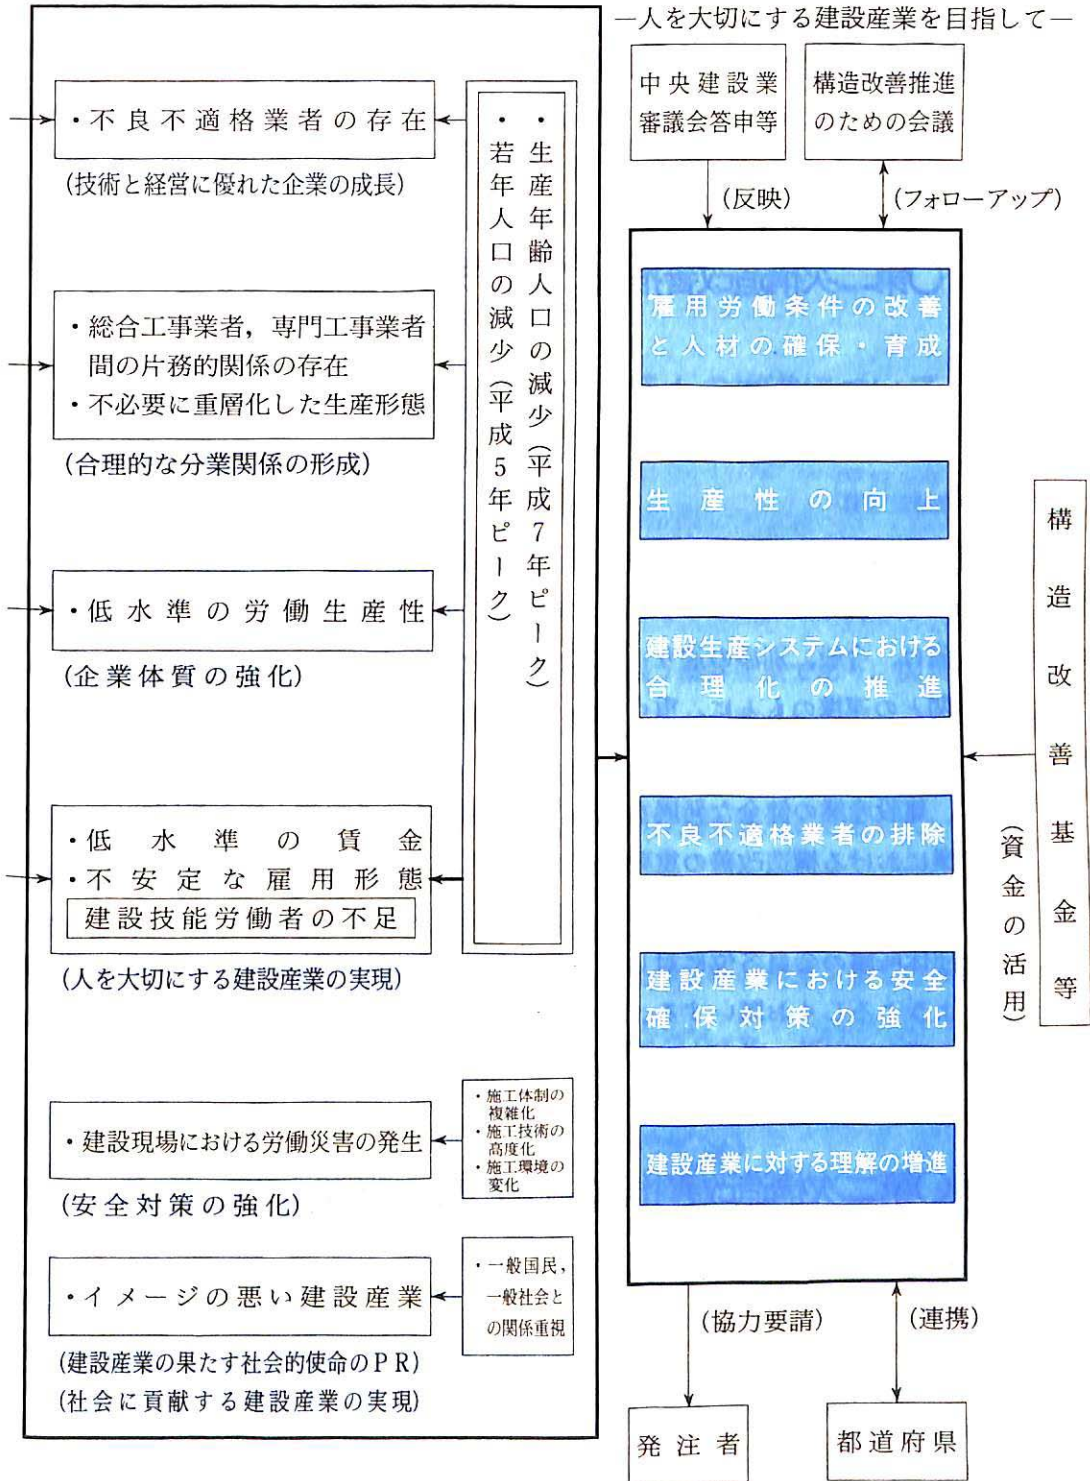 ―人を大切にする建設産業を目指して―
・不良不適格業者の存在
(技術と経営に優れた企業の成長)
・総合工事業者，専門工事業者
間の片務的関係の存在
・不必要に重層化した生産形態
(合理的な分業関係の形成)
・低水準の労働生産性
(企業体質の強化)
・低水準の賃金
・不安定な雇用形態
建設技能労働者の不足
(人を大切にする建設産業の実現)
・建設現場における労働災害の発生
(安全対策の強化)
・イメージの悪い建設産業
(建設産業の果たす社会的使命のPR)
(社会に貢献する建設産業の実現)
・生産年齢人口の減少(平成7年ピーク)
・若年人口の減少(平成5年ピーク)
・施工体制の
複雑化
・施工技術の
高度化
・施工環境の
変化
・一般国民，
一般社会と
の関係重視
中央建設業
審議会答申等
構造改善推進
のための会議
(反映)
(フォローアップ)
雇用労働条件の改善
と人材の確保・育成
生産性の向上
建設生産システムにおける
合理化の推進
不良不適格業者の排除
建設産業における安全
確保対策の強化
建設産業に対する理解の増進
構造改善基金等
(資金の活用)
(協力要請)
(連携)
発注者
都道府県